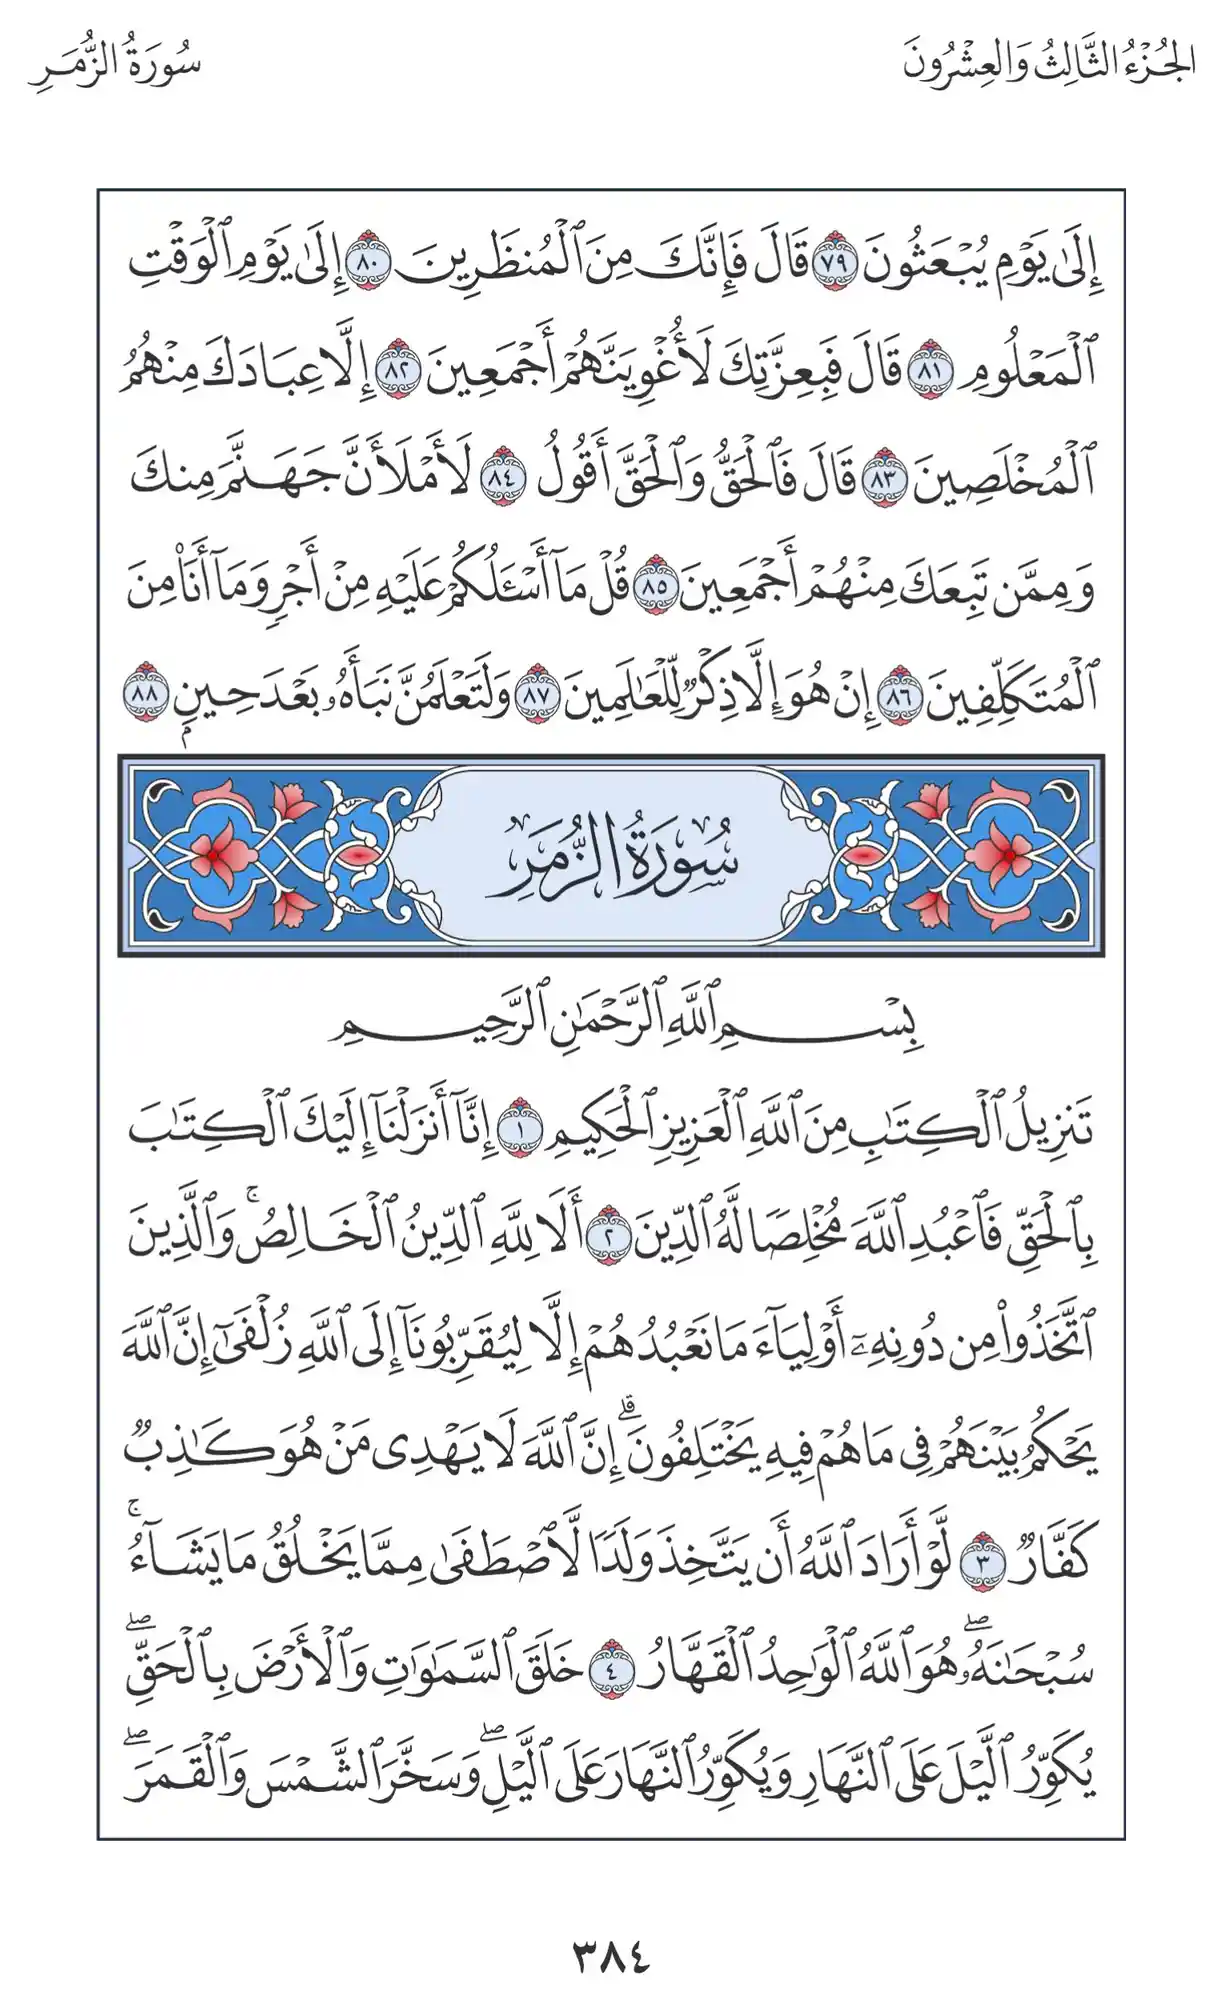 الجُزْءُ الثَّالِثُ وَالعِشْرُونَ
سُورَةُ الزُّمَرِ
إِلَىٰ يَوْمِ يُبْعَثُونَ ٧٩ قَالَ فَإِنَّكَ مِنَ ٱلْمُنظَرِينَ ٨٠ إِلَىٰ يَوْمِ ٱلْوَقْتِ
ٱلْمَعْلُومِ ٨١ قَالَ فَبِعِزَّتِكَ لَأُغْوِيَنَّهُمْ أَجْمَعِينَ ٨٢ إِلَّا عِبَادَكَ مِنْهُمُ
ٱلْمُخْلَصِينَ ٨٣ قَالَ فَٱلْحَقُّ وَٱلْحَقَّ أَقُولُ ٨٤ لَأَمْلَأَنَّ جَهَنَّمَ مِنكَ
وَمِمَّن تَبِعَكَ مِنْهُمْ أَجْمَعِينَ ٨٥ قُلْ مَآ أَسْـَٔلُكُمْ عَلَيْهِ مِنْ أَجْرٍ وَمَآ أَنَا۠ مِنَ
ٱلْمُتَكَلِّفِينَ ٨٦ إِنْ هُوَ إِلَّا ذِكْرٌ لِّلْعَـٰلَمِينَ ٨٧ وَلَتَعْلَمُنَّ نَبَأَهُۥ بَعْدَ حِينِۭ ٨٨
سُورَةُ الزُّمَرِ
بِسْمِ ٱللَّهِ ٱلرَّحْمَـٰنِ ٱلرَّحِيمِ
تَنزِيلُ ٱلْكِتَـٰبِ مِنَ ٱللَّهِ ٱلْعَزِيزِ ٱلْحَكِيمِ ١ إِنَّآ أَنزَلْنَآ إِلَيْكَ ٱلْكِتَـٰبَ
بِٱلْحَقِّ فَٱعْبُدِ ٱللَّهَ مُخْلِصًا لَّهُ ٱلدِّينَ ٢ أَلَا لِلَّهِ ٱلدِّينُ ٱلْخَالِصُ ۚ وَٱلَّذِينَ
ٱتَّخَذُوا۟ مِن دُونِهِۦٓ أَوْلِيَآءَ مَا نَعْبُدُهُمْ إِلَّا لِيُقَرِّبُونَآ إِلَى ٱللَّهِ زُلْفَىٰٓ إِنَّ ٱللَّهَ
يَحْكُمُ بَيْنَهُمْ فِى مَا هُمْ فِيهِ يَخْتَلِفُونَ ۗ إِنَّ ٱللَّهَ لَا يَهْدِى مَنْ هُوَ كَـٰذِبٌ
كَفَّارٌ ٣ لَّوْ أَرَادَ ٱللَّهُ أَن يَتَّخِذَ وَلَدًا لَّٱصْطَفَىٰ مِمَّا يَخْلُقُ مَا يَشَآءُ ۚ
سُبْحَـٰنَهُۥ ۖ هُوَ ٱللَّهُ ٱلْوَٰحِدُ ٱلْقَهَّارُ ٤ خَلَقَ ٱلسَّمَـٰوَٰتِ وَٱلْأَرْضَ بِٱلْحَقِّ ۖ
يُكَوِّرُ ٱلَّيْلَ عَلَى ٱلنَّهَارِ وَيُكَوِّرُ ٱلنَّهَارَ عَلَى ٱلَّيْلِ ۖ وَسَخَّرَ ٱلشَّمْسَ وَٱلْقَمَرَ ۖ
٣٨٤